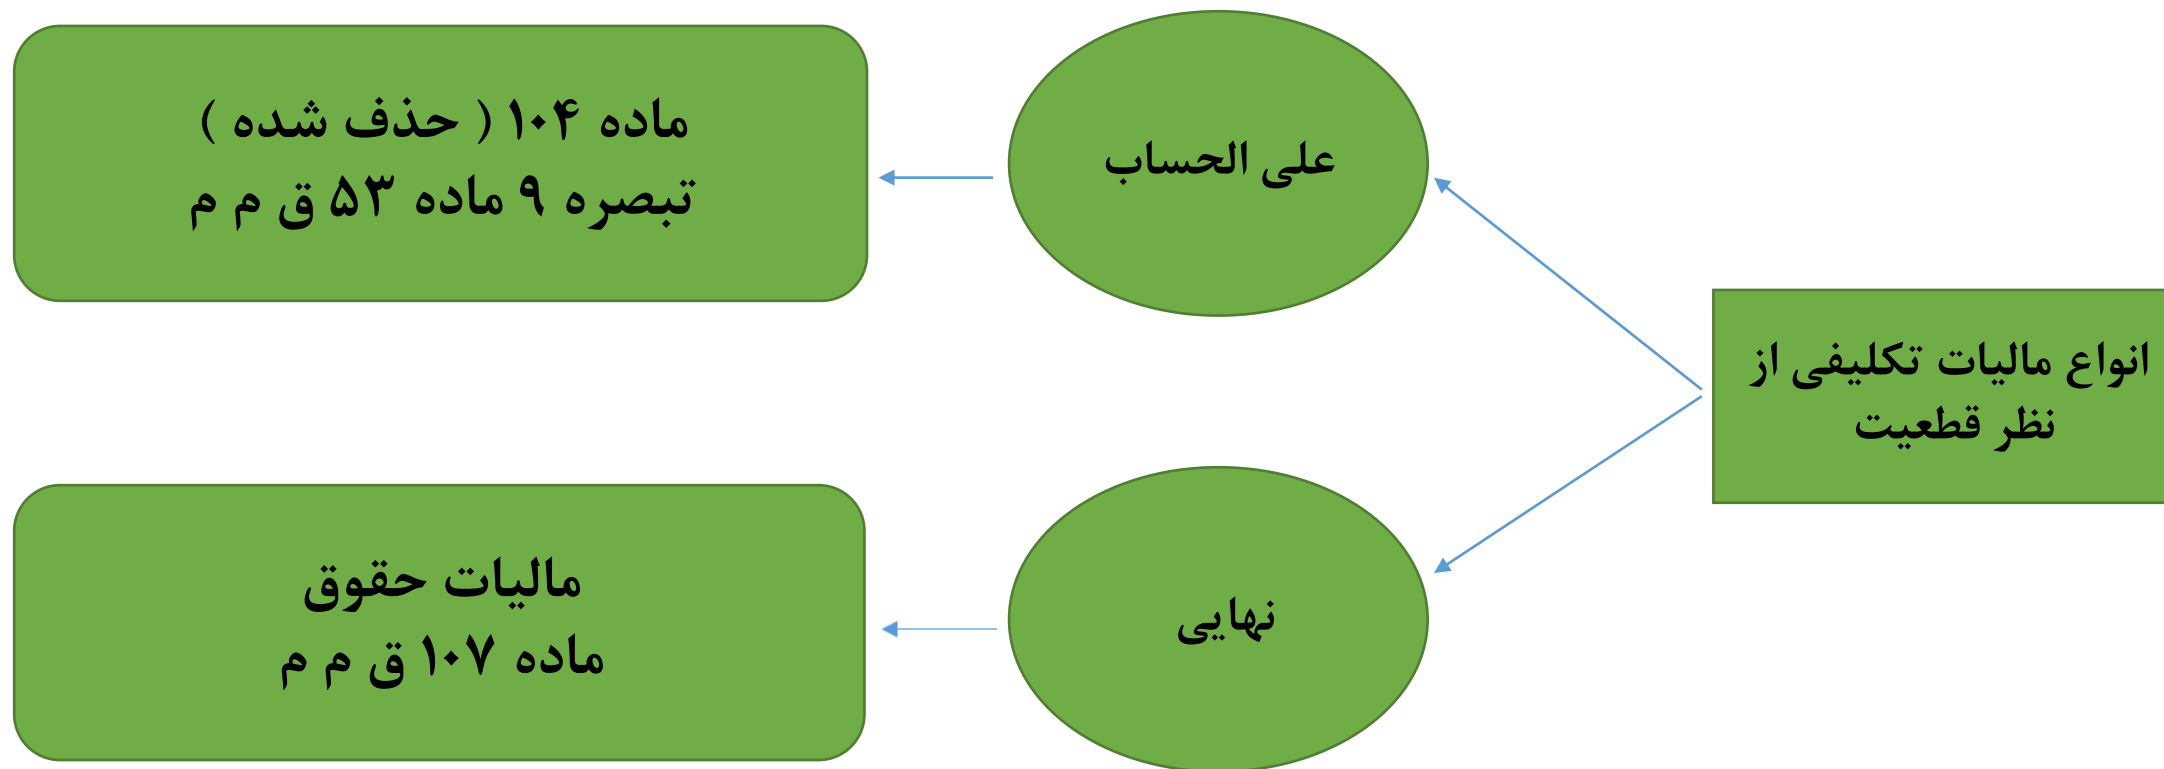 انواع مالیات تکلیفی از
نظر قطعیت
علی الحساب
ماده ۱۰۴ ( حذف شده )
تبصره ۹ ماده ۵۳ ق م م
نهایی
مالیات حقوق
ماده ۱۰۷ ق م م